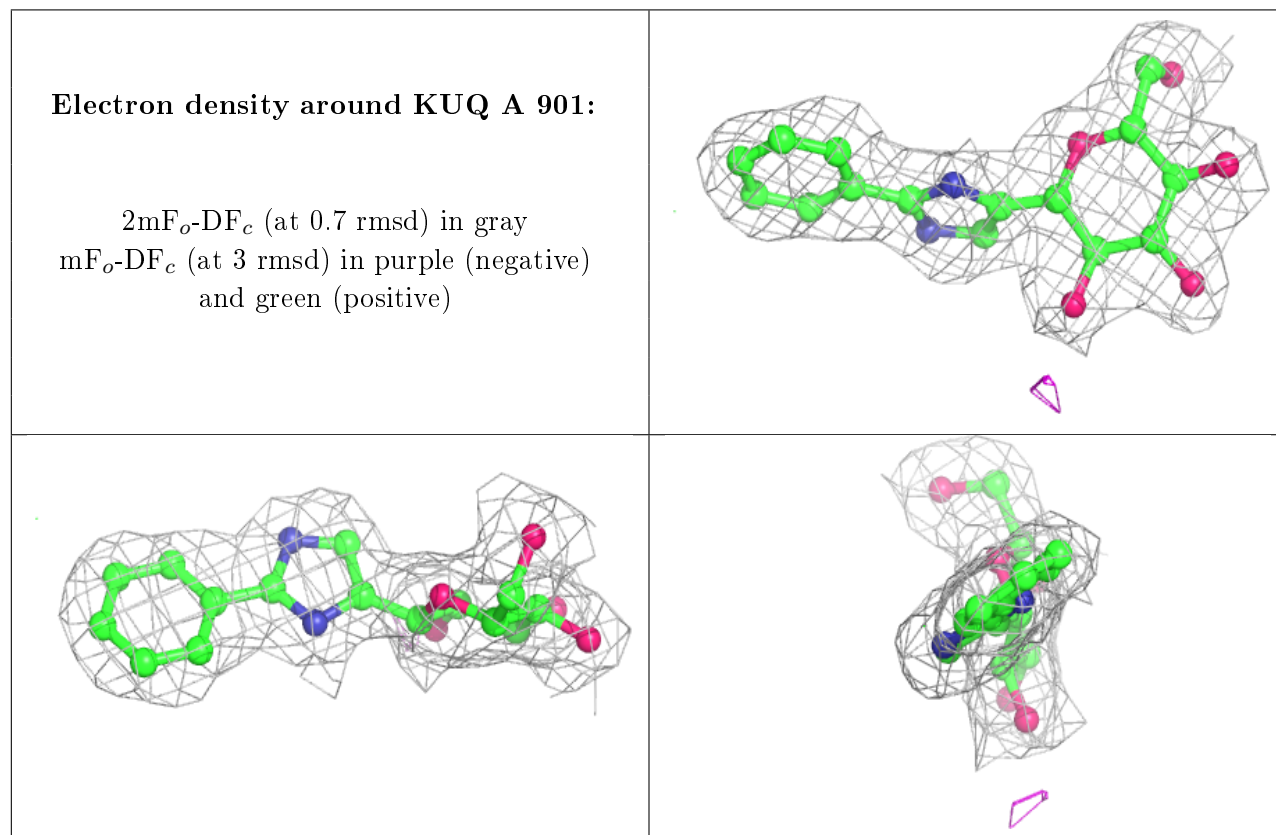 Electron density around KUQ A 901:
2mFₒ-DF𝒸 (at 0.7 rmsd) in gray
mFₒ-DF𝒸 (at 3 rmsd) in purple (negative)
and green (positive)